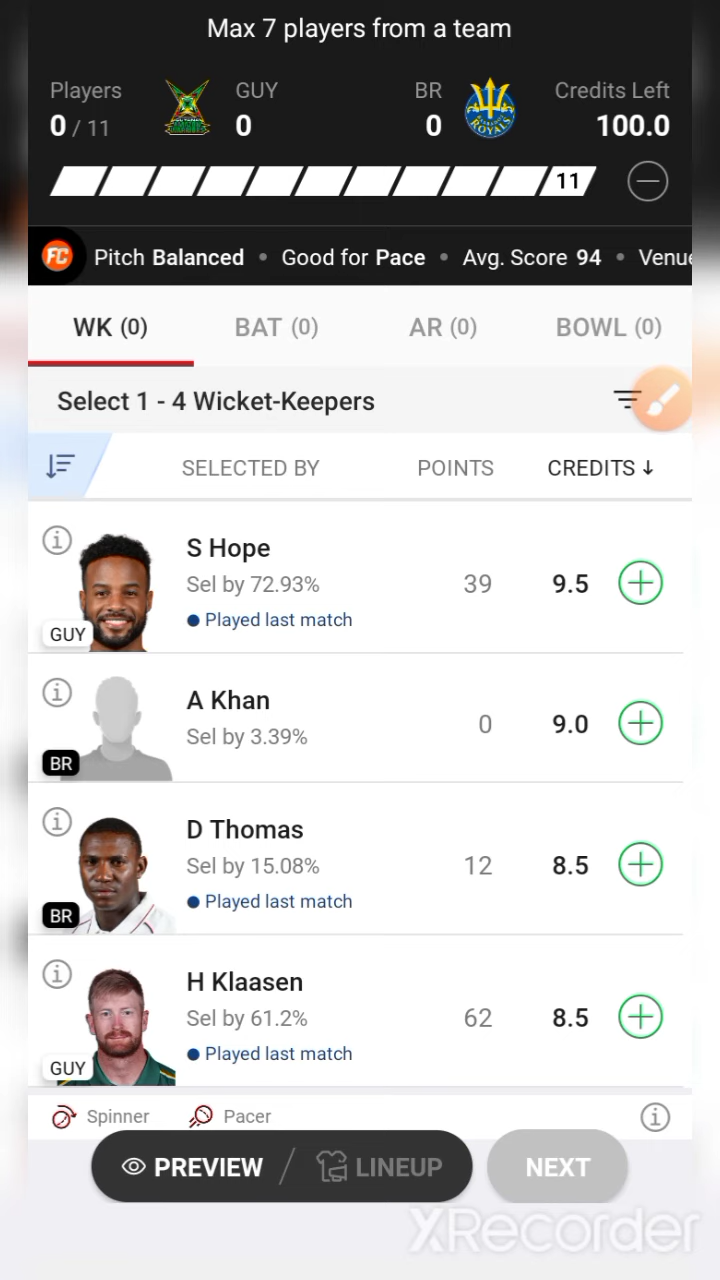 Max 7 players from a team
Players GUY BR Credits Left
0 / 11 0 0 100.0
ROYALS
11
FC Pitch Balanced • Good for Pace • Avg. Score 94 • Venue
WK (0) BAT (0) AR (0) BOWL (0)
Select 1 - 4 Wicket-Keepers
SELECTED BY POINTS CREDITS ↓
S Hope
Sel by 72.93% 39 9.5
Played last match
GUY
A Khan
Sel by 3.39% 0 9.0
BR
D Thomas
Sel by 15.08% 12 8.5
Played last match
BR
H Klaasen
Sel by 61.2% 62 8.5
Played last match
GUY
Spinner Pacer
PREVIEW / LINEUP NEXT
XRecorder